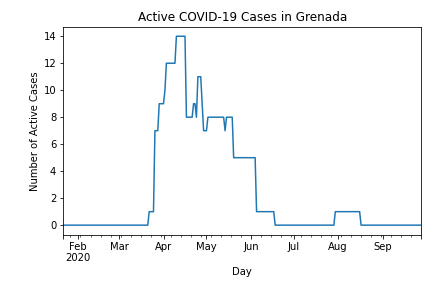 Active COVID-19 Cases in Grenada
Number of Active Cases
14
12
10
8
6
4
2
0
Feb Mar Apr May Jun Jul Aug Sep
2020
Day